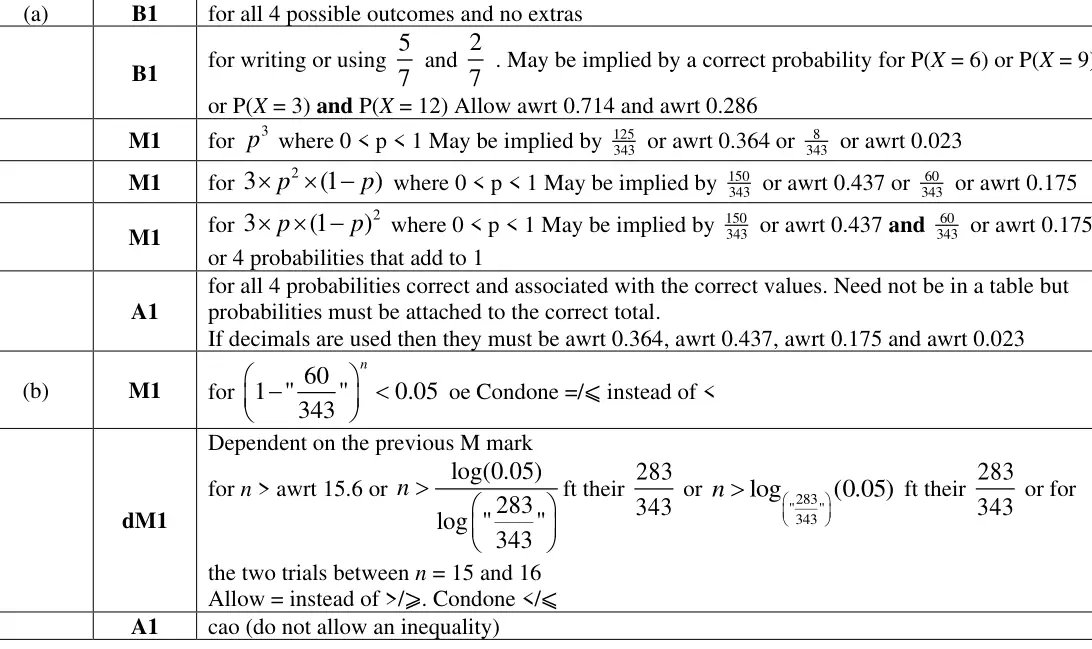 (a) B1 for all 4 possible outcomes and no extras
B1 for writing or using 5/7 and 2/7 . May be implied by a correct probability for P(X = 6) or P(X = 9)
or P(X = 3) and P(X = 12) Allow awrt 0.714 and awrt 0.286
M1 for p³ where 0 < p < 1 May be implied by 125/343 or awrt 0.364 or 8/343 or awrt 0.023
M1 for 3 × p² × (1 − p) where 0 < p < 1 May be implied by 150/343 or awrt 0.437 or 60/343 or awrt 0.175
M1 for 3 × p × (1 − p)² where 0 < p < 1 May be implied by 150/343 or awrt 0.437 and 60/343 or awrt 0.175
or 4 probabilities that add to 1
A1 for all 4 probabilities correct and associated with the correct values. Need not be in a table but
probabilities must be attached to the correct total.
If decimals are used then they must be awrt 0.364, awrt 0.437, awrt 0.175 and awrt 0.023
(b) M1 for (1 − "60/343")ⁿ < 0.05 oe Condone =/⩽ instead of <
dM1 Dependent on the previous M mark
for n > awrt 15.6 or n > log(0.05)/log("283/343") ft their 283/343 or n > log_("283/343")(0.05) ft their 283/343 or for
the two trials between n = 15 and 16
Allow = instead of >/⩾. Condone </⩽
A1 cao (do not allow an inequality)